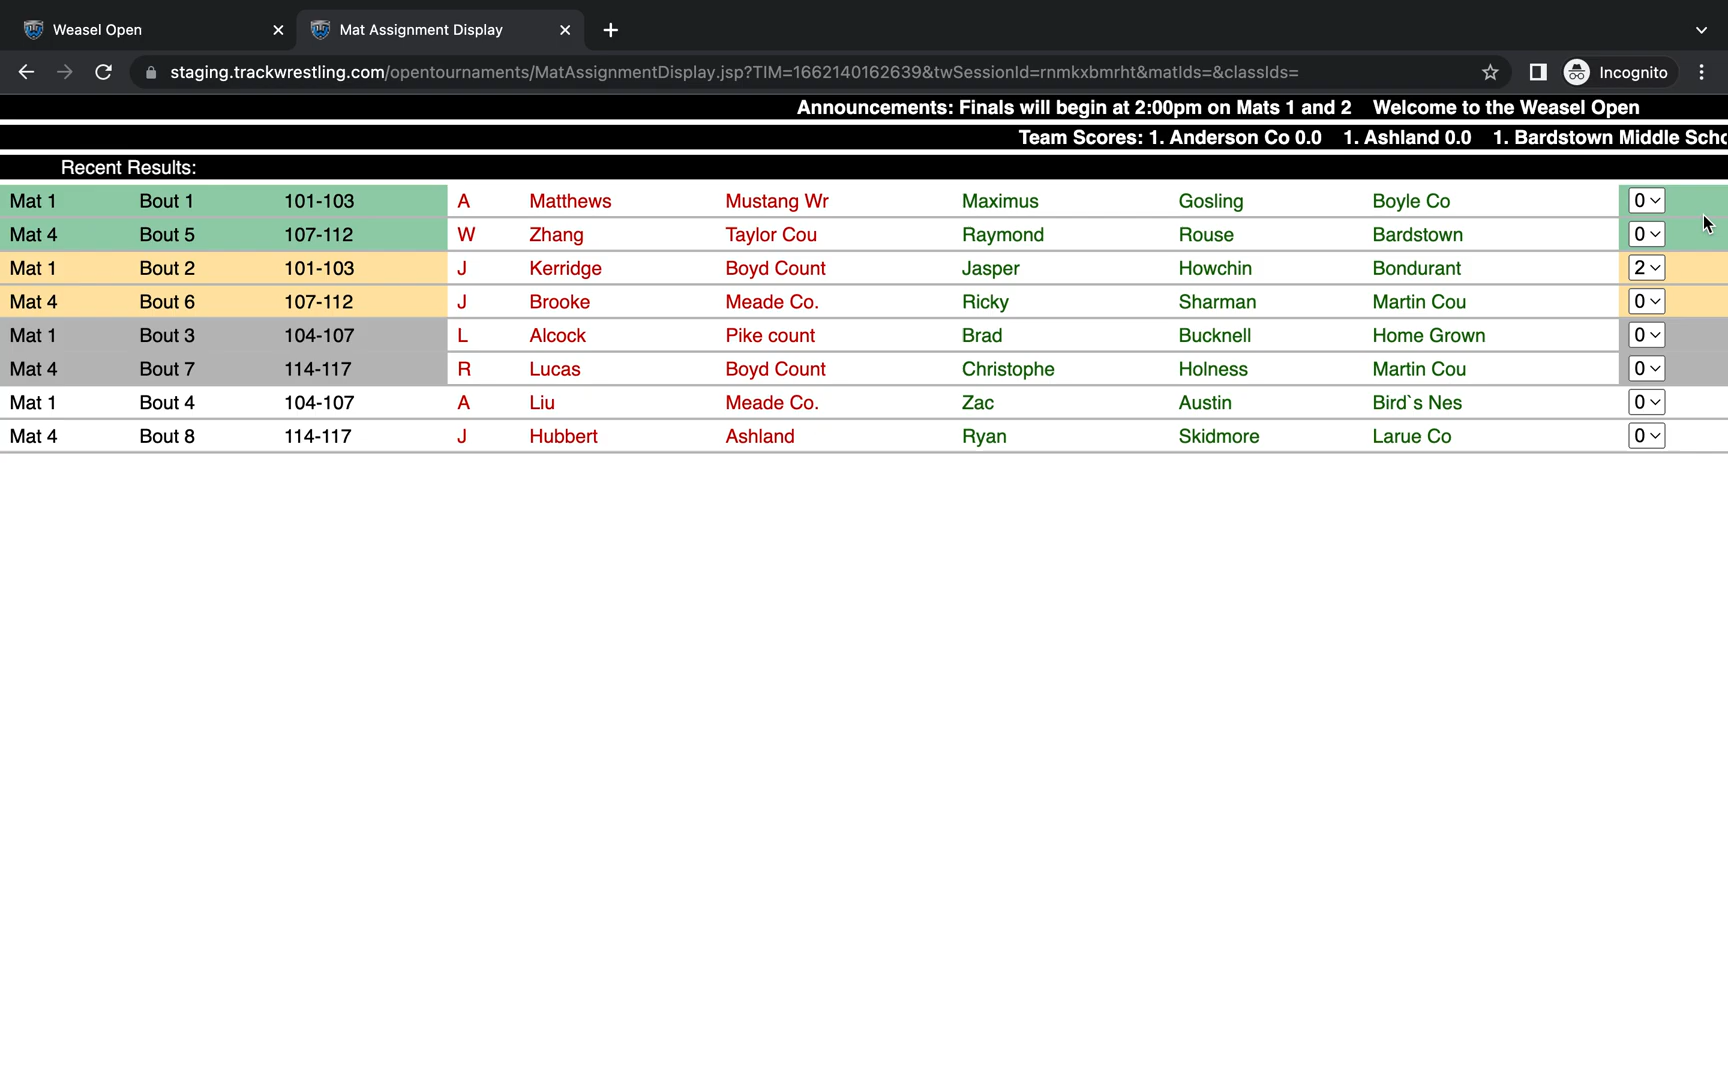 Weasel Open
Mat Assignment Display
staging.trackwrestling.com/opentournaments/MatAssignmentDisplay.jsp?TIM=1662140162639&twSessionId=rnmkxbmrht&matIds=&classIds=
Incognito
Announcements: Finals will begin at 2:00pm on Mats 1 and 2 Welcome to the Weasel Open
Team Scores: 1. Anderson Co 0.0 1. Ashland 0.0 1. Bardstown Middle Scho
Recent Results:
Mat 1 Bout 1 101-103 A Matthews Mustang Wr Maximus Gosling Boyle Co 0
Mat 4 Bout 5 107-112 W Zhang Taylor Cou Raymond Rouse Bardstown 0
Mat 1 Bout 2 101-103 J Kerridge Boyd Count Jasper Howchin Bondurant 2
Mat 4 Bout 6 107-112 J Brooke Meade Co. Ricky Sharman Martin Cou 0
Mat 1 Bout 3 104-107 L Alcock Pike count Brad Bucknell Home Grown 0
Mat 4 Bout 7 114-117 R Lucas Boyd Count Christophe Holness Martin Cou 0
Mat 1 Bout 4 104-107 A Liu Meade Co. Zac Austin Bird`s Nes 0
Mat 4 Bout 8 114-117 J Hubbert Ashland Ryan Skidmore Larue Co 0